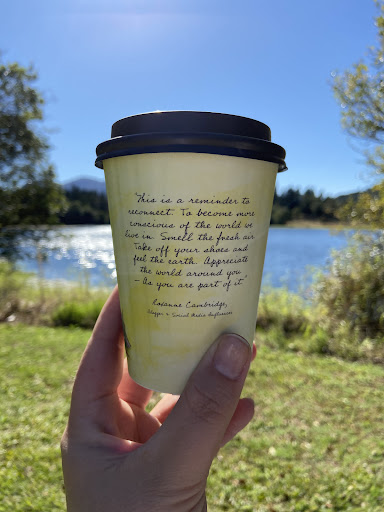 "This is a reminder to
reconnect. To become more
conscious of the world we
live in. Smell the fresh air.
Take off your shoes and
feel the earth. Appreciate
the world around you
- As you are part of it."
Roxanne Cambridge,
Blogger & Social Media Influencer